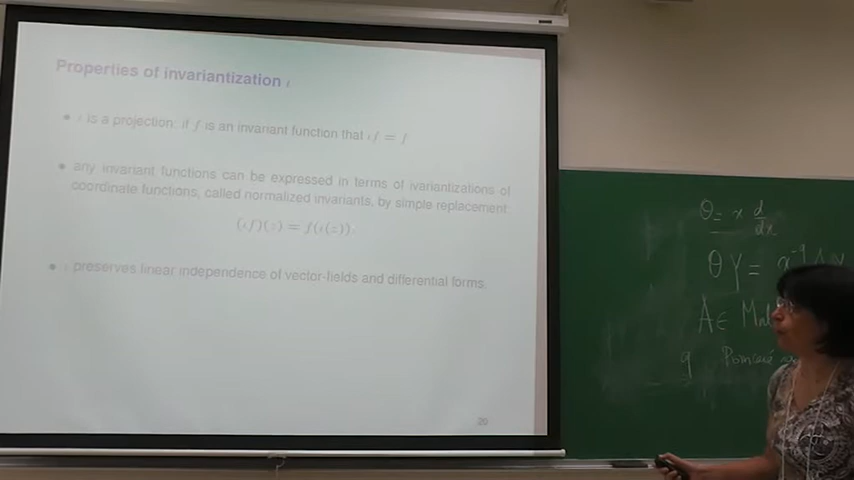 Properties of invariantization ι
• ι is a projection: if f is an invariant function that ιf = f
• any invariant functions can be expressed in terms of ivariantizations of
coordinate functions, called normalized invariants, by simple replacement
(ιf)(z) = f(ι(z)).
• ι preserves linear independence of vector-fields and differential forms.
20
θ = x d/dx
θY =
A ∈
q